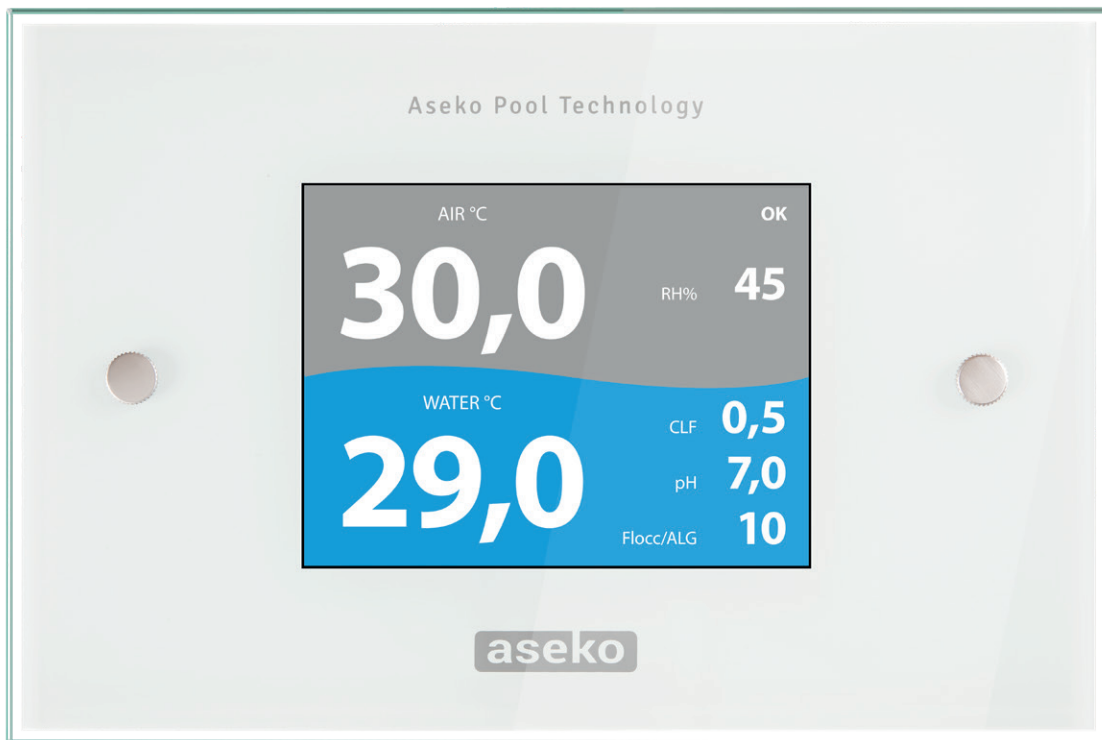 Aseko Pool Technology
AIR °C
OK
30,0
RH% 45
WATER °C
CLF 0,5
29,0
pH 7,0
Flocc/ALG 10
aseko